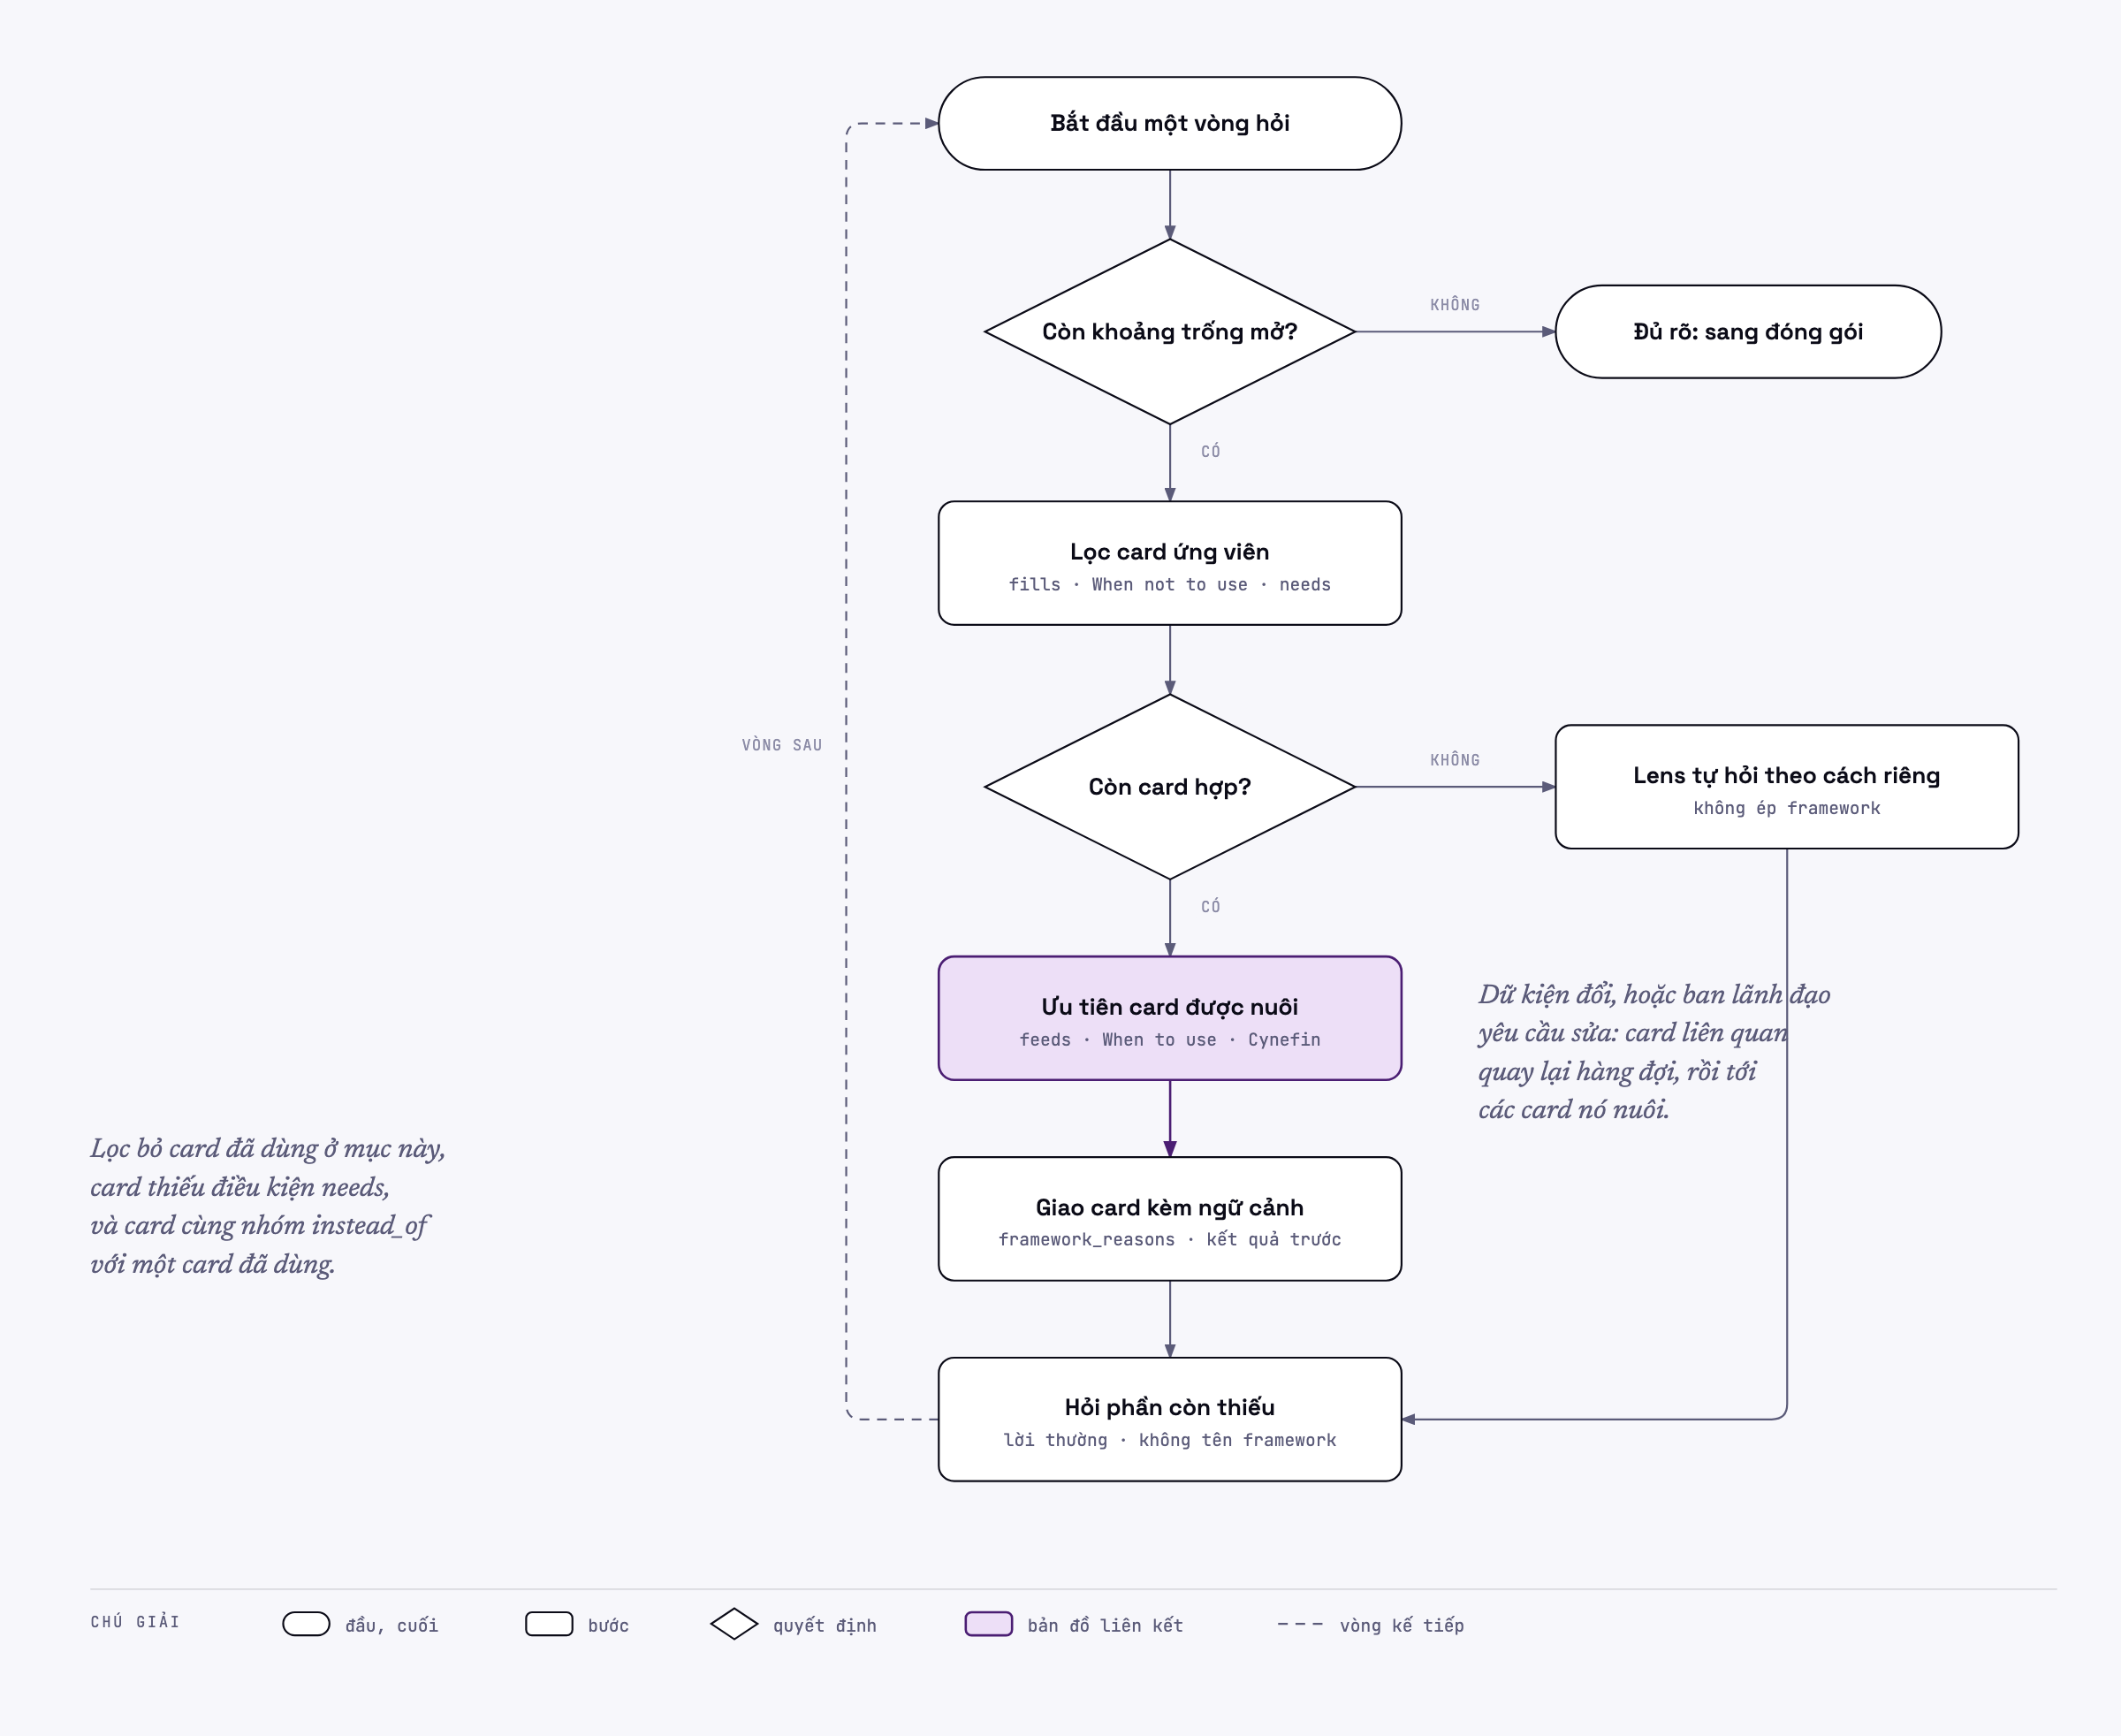 Bắt đầu một vòng hỏi
Còn khoảng trống mở?
KHÔNG
Đủ rõ: sang đóng gói
CÓ
Lọc card ứng viên
fills · When not to use · needs
VÒNG SAU
Còn card hợp?
KHÔNG
Lens tự hỏi theo cách riêng
không ép framework
CÓ
Ưu tiên card được nuôi
feeds · When to use · Cynefin
Dữ kiện đổi, hoặc ban lãnh đạo
yêu cầu sửa: card liên quan
quay lại hàng đợi, rồi tới
các card nó nuôi.
Lọc bỏ card đã dùng ở mục này,
card thiếu điều kiện needs,
và card cùng nhóm instead_of
với một card đã dùng.
Giao card kèm ngữ cảnh
framework_reasons · kết quả trước
Hỏi phần còn thiếu
lời thường · không tên framework
CHÚ GIẢI
đầu, cuối
bước
quyết định
bản đồ liên kết
vòng kế tiếp